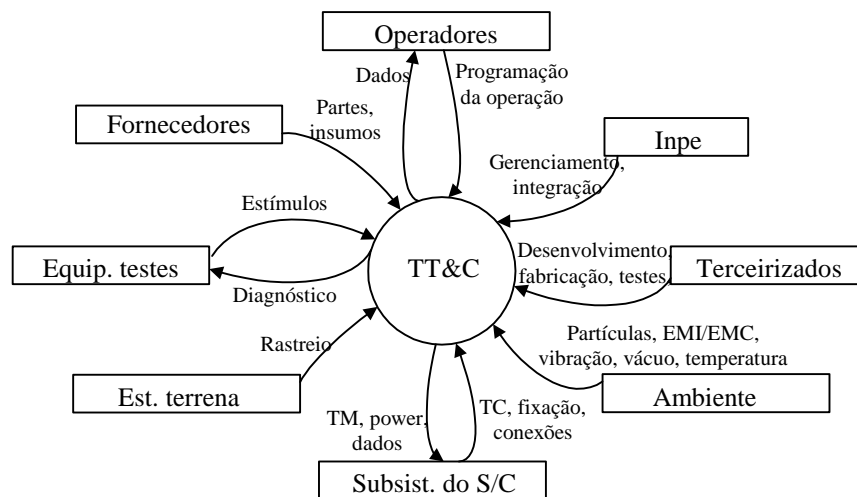 Operadores
Dados
Programação
da operação
Fornecedores
Partes,
insumos
Inpe
Gerenciamento,
integração
Estímulos
Equip. testes
TT&C
Desenvolvimento,
fabricação, testes
Terceirizados
Diagnóstico
Rastreio
Partículas, EMI/EMC,
vibração, vácuo, temperatura
Est. terrena
Ambiente
TM, power,
dados
TC, fixação,
conexões
Subsist. do S/C